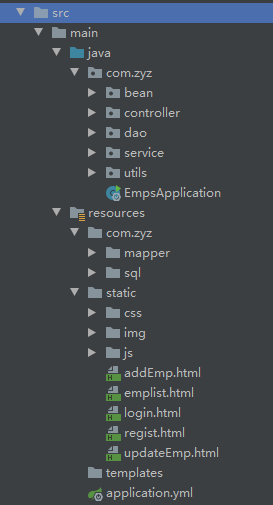 src
main
java
com.zyz
bean
controller
dao
service
utils
EmpsApplication
resources
com.zyz
mapper
sql
static
css
img
js
addEmp.html
emplist.html
login.html
regist.html
updateEmp.html
templates
application.yml